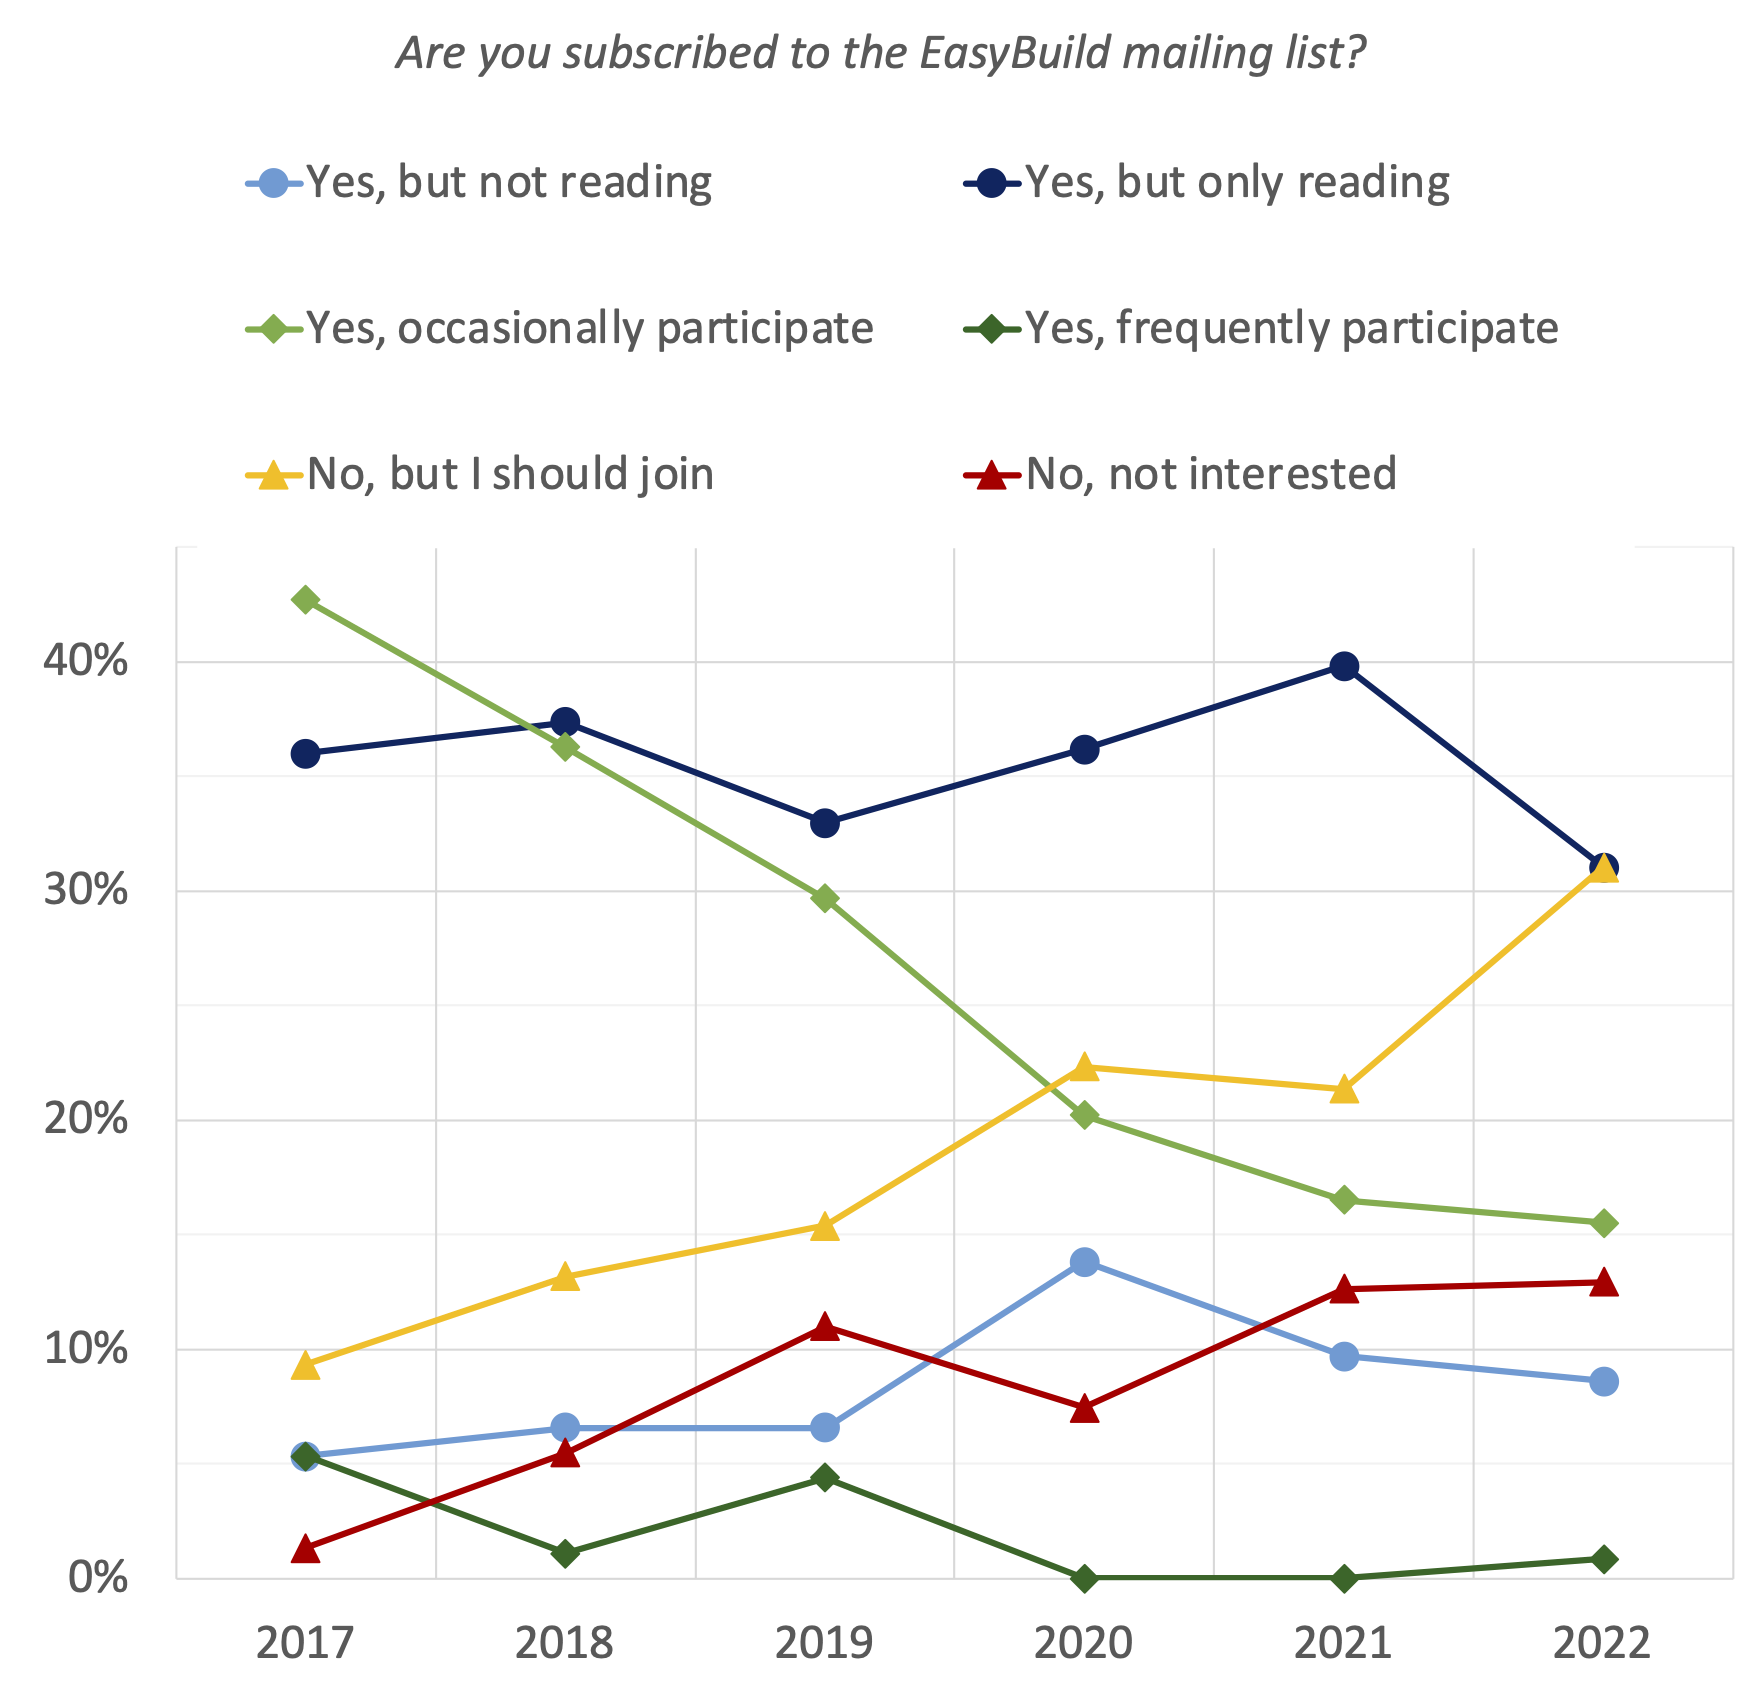 Are you subscribed to the EasyBuild mailing list?
Yes, but not reading
Yes, but only reading
Yes, occasionally participate
Yes, frequently participate
No, but I should join
No, not interested
40%
30%
20%
10%
0%
2017 2018 2019 2020 2021 2022